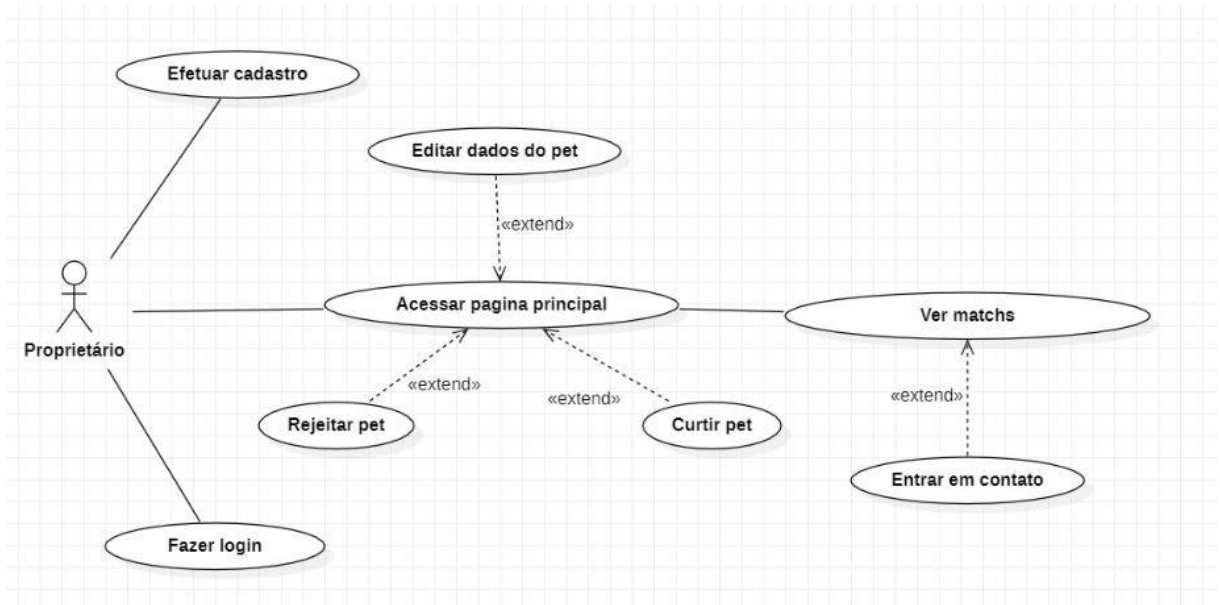 Efetuar cadastro
Editar dados do pet
«extend»
Acessar pagina principal
Ver matchs
Proprietário
«extend»
«extend»
«extend»
Rejeitar pet
Curtir pet
Entrar em contato
Fazer login